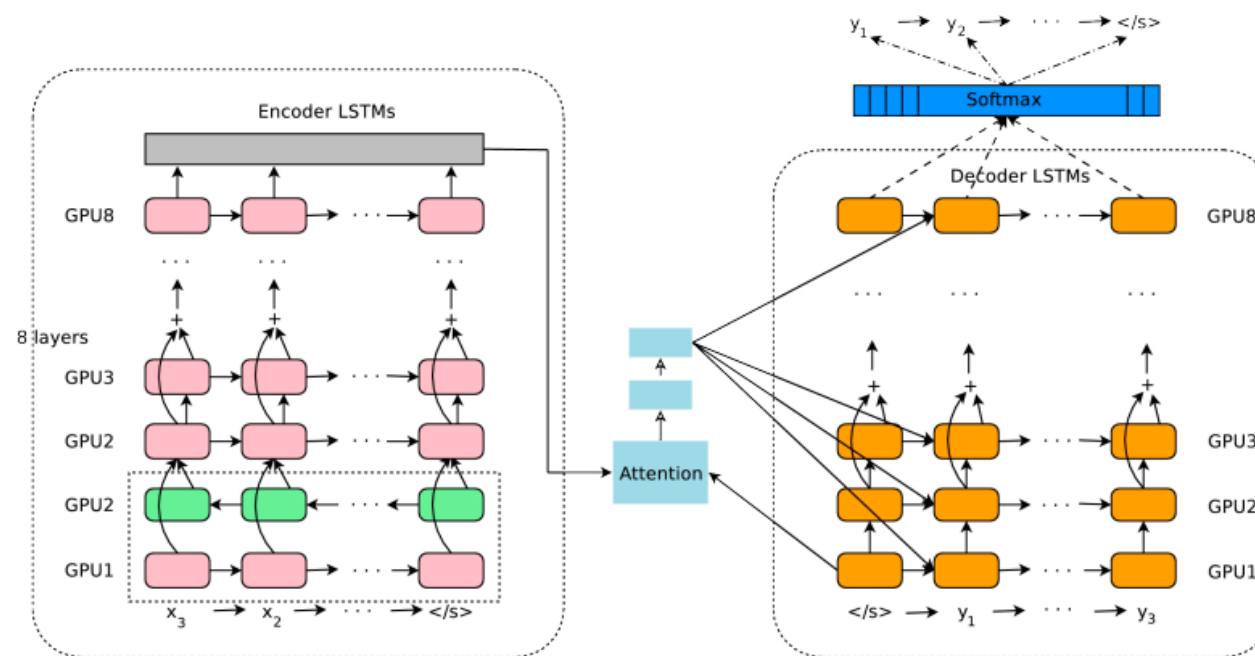 y1 y2 · · · </s>
Softmax
Encoder LSTMs
Decoder LSTMs
GPU8 · · · GPU8
· · · · · · · · ·
· · · · · · · · ·
+ + +
8 layers
GPU3 · · ·
+ + +
GPU2 · · · GPU3
Attention
GPU2 · · · GPU2
GPU1 · · · GPU1
x3 x2 · · · </s>
</s> y1 · · · y3